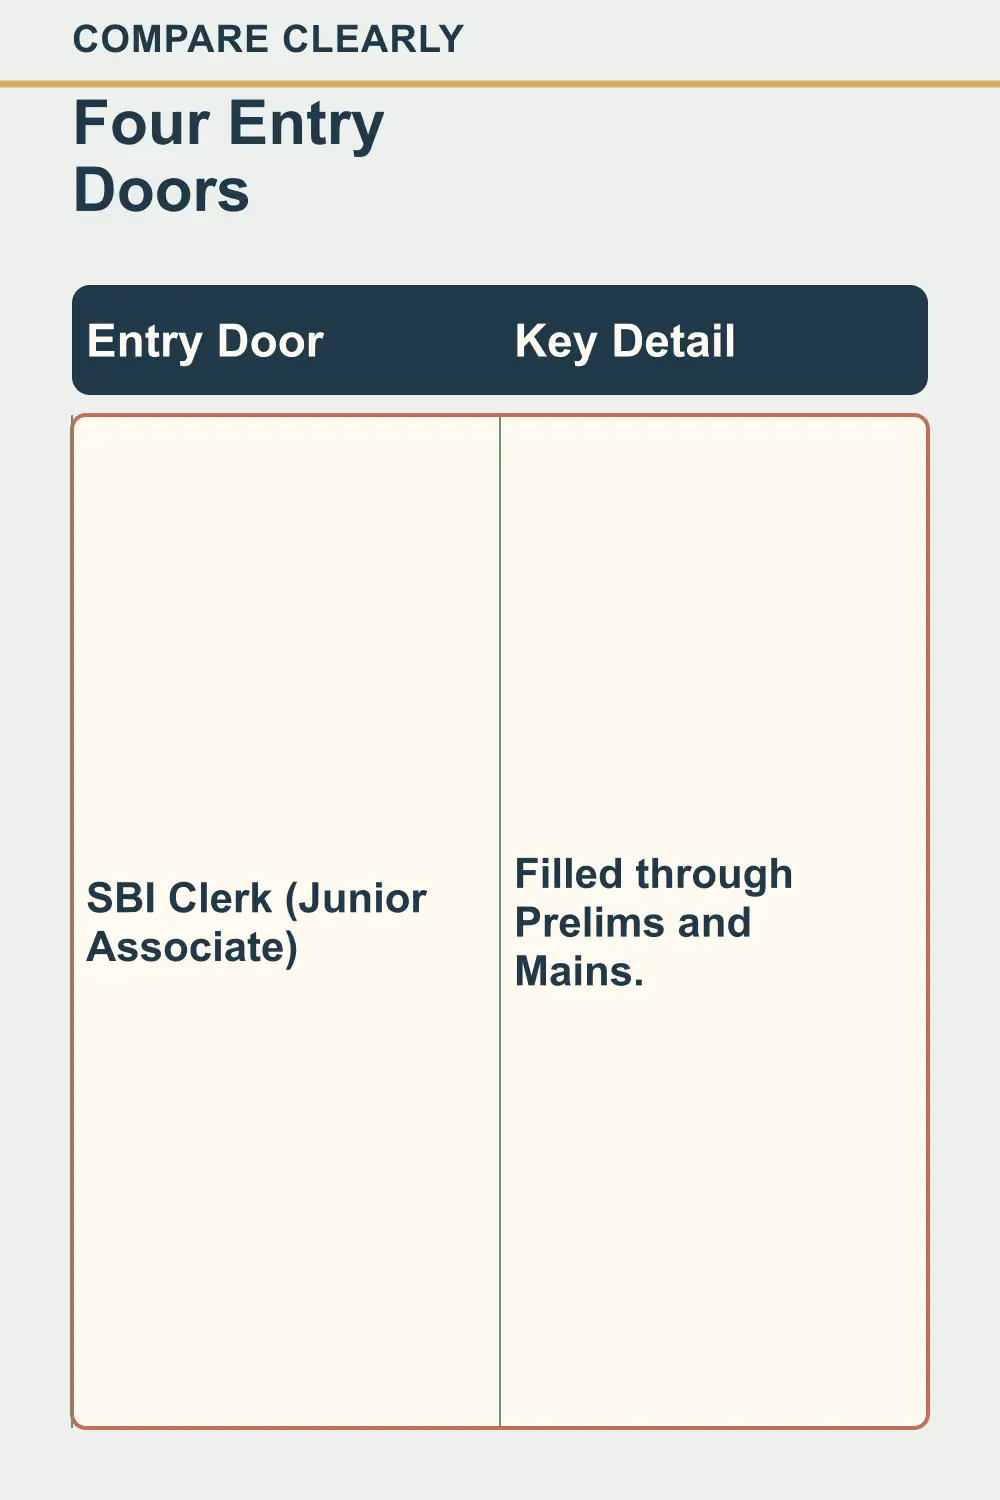 COMPARE CLEARLY
Four Entry
Doors
Entry Door
Key Detail
SBI Clerk (Junior
Associate)
Filled through
Prelims and
Mains.